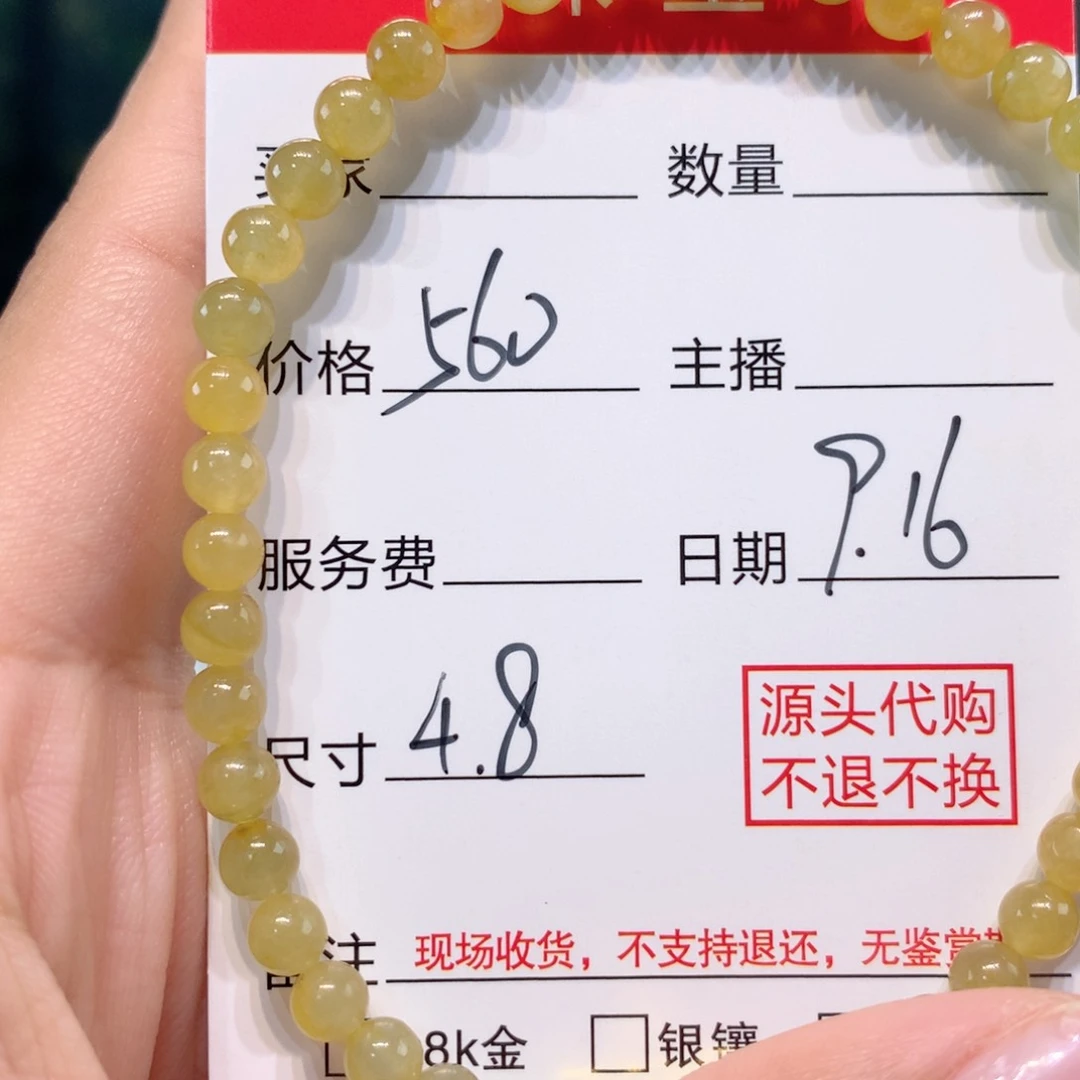 数量
价格 560 主播
服务费 日期 9.16
尺寸 4.8
源头代购
不退不换
现场收货，不支持退还，无鉴赏
8k金 银镶